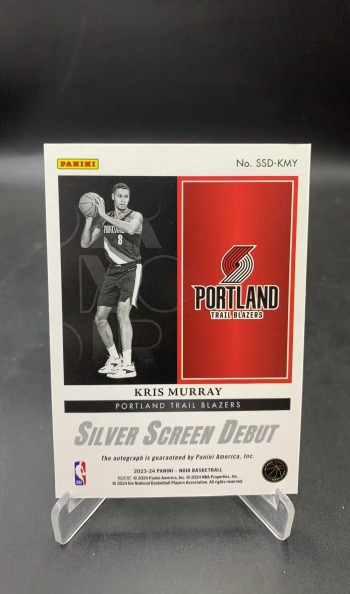 PANINI
No. SSD-KMY
PORTLAND
8
PORTLAND
TRAIL BLAZERS
KRIS MURRAY
PORTLAND TRAIL BLAZERS
SILVER SCREEN DEBUT
The autograph is guaranteed by Panini America, Inc.
2023-24 PANINI - NOIR BASKETBALL
© 2024 Panini America, Inc. © 2024 NBA Properties, Inc.
© 2024 the National Basketball Players Association. All rights reserved.
NBA